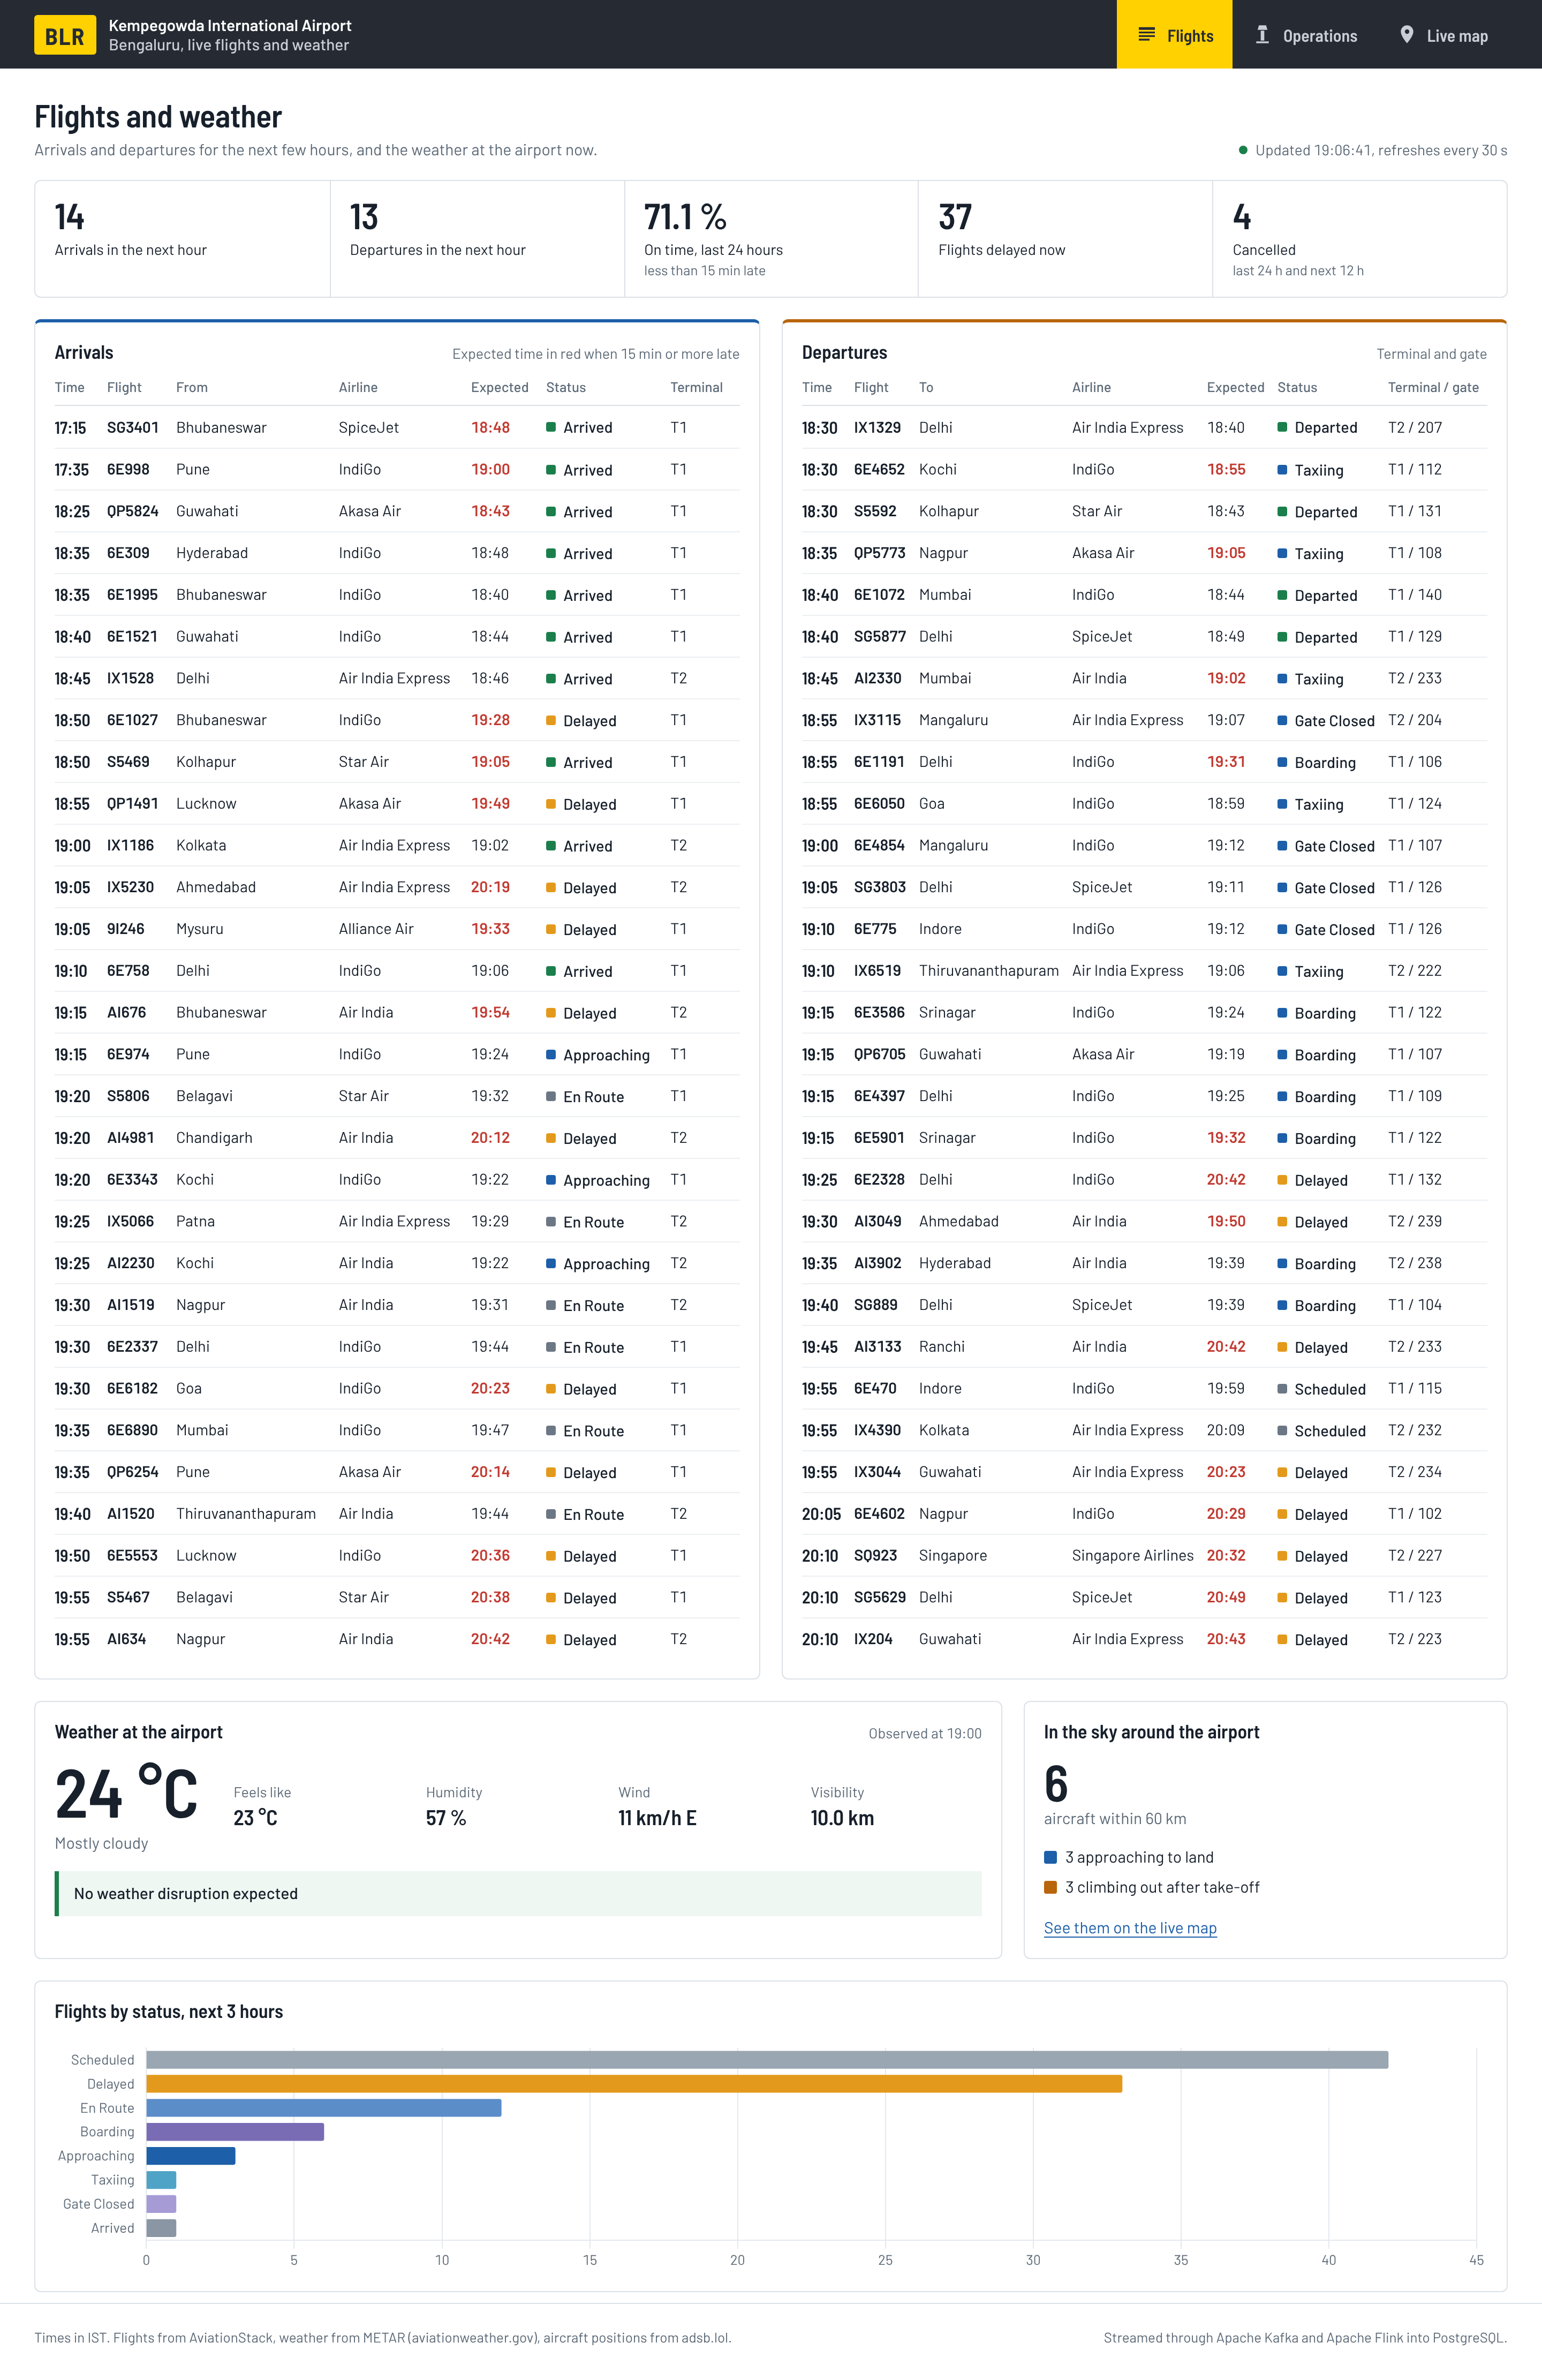 BLR
Kempegowda International Airport
Bengaluru, live flights and weather
Flights
Operations
Live map
Flights and weather
Arrivals and departures for the next few hours, and the weather at the airport now.
Updated 19:06:41, refreshes every 30 s
14
Arrivals in the next hour
13
Departures in the next hour
71.1 %
On time, last 24 hours
less than 15 min late
37
Flights delayed now
4
Cancelled
last 24 h and next 12 h
Arrivals
Expected time in red when 15 min or more late
Time Flight From Airline Expected Status Terminal
17:15 SG3401 Bhubaneswar SpiceJet 18:48 Arrived T1
17:35 6E998 Pune IndiGo 19:00 Arrived T1
18:25 QP5824 Guwahati Akasa Air 18:43 Arrived T1
18:35 6E309 Hyderabad IndiGo 18:48 Arrived T1
18:35 6E1995 Bhubaneswar IndiGo 18:40 Arrived T1
18:40 6E1521 Guwahati IndiGo 18:44 Arrived T1
18:45 IX1528 Delhi Air India Express 18:46 Arrived T2
18:50 6E1027 Bhubaneswar IndiGo 19:28 Delayed T1
18:50 S5469 Kolhapur Star Air 19:05 Arrived T1
18:55 QP1491 Lucknow Akasa Air 19:49 Delayed T1
19:00 IX1186 Kolkata Air India Express 19:02 Arrived T2
19:05 IX5230 Ahmedabad Air India Express 20:19 Delayed T2
19:05 9I246 Mysuru Alliance Air 19:33 Delayed T1
19:10 6E758 Delhi IndiGo 19:06 Arrived T1
19:15 AI676 Bhubaneswar Air India 19:54 Delayed T2
19:15 6E974 Pune IndiGo 19:24 Approaching T1
19:20 S5806 Belagavi Star Air 19:32 En Route T1
19:20 AI4981 Chandigarh Air India 20:12 Delayed T2
19:20 6E3343 Kochi IndiGo 19:22 Approaching T1
19:25 IX5066 Patna Air India Express 19:29 En Route T2
19:25 AI2230 Kochi Air India 19:22 Approaching T2
19:30 AI1519 Nagpur Air India 19:31 En Route T2
19:30 6E2337 Delhi IndiGo 19:44 En Route T1
19:30 6E6182 Goa IndiGo 20:23 Delayed T1
19:35 6E6890 Mumbai IndiGo 19:47 En Route T1
19:35 QP6254 Pune Akasa Air 20:14 Delayed T1
19:40 AI1520 Thiruvananthapuram Air India 19:44 En Route T2
19:50 6E5553 Lucknow IndiGo 20:36 Delayed T1
19:55 S5467 Belagavi Star Air 20:38 Delayed T1
19:55 AI634 Nagpur Air India 20:42 Delayed T2
Departures
Terminal and gate
Time Flight To Airline Expected Status Terminal / gate
18:30 IX1329 Delhi Air India Express 18:40 Departed T2 / 207
18:30 6E4652 Kochi IndiGo 18:55 Taxiing T1 / 112
18:30 S5592 Kolhapur Star Air 18:43 Departed T1 / 131
18:35 QP5773 Nagpur Akasa Air 19:05 Taxiing T1 / 108
18:40 6E1072 Mumbai IndiGo 18:44 Departed T1 / 140
18:40 SG5877 Delhi SpiceJet 18:49 Departed T1 / 129
18:45 AI2330 Mumbai Air India 19:02 Taxiing T2 / 233
18:55 IX3115 Mangaluru Air India Express 19:07 Gate Closed T2 / 204
18:55 6E1191 Delhi IndiGo 19:31 Boarding T1 / 106
18:55 6E6050 Goa IndiGo 18:59 Taxiing T1 / 124
19:00 6E4854 Mangaluru IndiGo 19:12 Gate Closed T1 / 107
19:05 SG3803 Delhi SpiceJet 19:11 Gate Closed T1 / 126
19:10 6E775 Indore IndiGo 19:12 Gate Closed T1 / 126
19:10 IX6519 Thiruvananthapuram Air India Express 19:06 Taxiing T2 / 222
19:15 6E3586 Srinagar IndiGo 19:24 Boarding T1 / 122
19:15 QP6705 Guwahati Akasa Air 19:19 Boarding T1 / 107
19:15 6E4397 Delhi IndiGo 19:25 Boarding T1 / 109
19:15 6E5901 Srinagar IndiGo 19:32 Boarding T1 / 122
19:25 6E2328 Delhi IndiGo 20:42 Delayed T1 / 132
19:30 AI3049 Ahmedabad Air India 19:50 Delayed T2 / 239
19:35 AI3902 Hyderabad Air India 19:39 Boarding T2 / 238
19:40 SG889 Delhi SpiceJet 19:39 Boarding T1 / 104
19:45 AI3133 Ranchi Air India 20:42 Delayed T2 / 233
19:55 6E470 Indore IndiGo 19:59 Scheduled T1 / 115
19:55 IX4390 Kolkata Air India Express 20:09 Scheduled T2 / 232
19:55 IX3044 Guwahati Air India Express 20:23 Delayed T2 / 234
20:05 6E4602 Nagpur IndiGo 20:29 Delayed T1 / 102
20:10 SQ923 Singapore Singapore Airlines 20:32 Delayed T2 / 227
20:10 SG5629 Delhi SpiceJet 20:49 Delayed T1 / 123
20:10 IX204 Guwahati Air India Express 20:43 Delayed T2 / 223
Weather at the airport
Observed at 19:00
24 °C
Mostly cloudy
Feels like
23 °C
Humidity
57 %
Wind
11 km/h E
Visibility
10.0 km
No weather disruption expected
In the sky around the airport
6
aircraft within 60 km
3 approaching to land
3 climbing out after take-off
See them on the live map
Flights by status, next 3 hours
Scheduled
Delayed
En Route
Boarding
Approaching
Taxiing
Gate Closed
Arrived
0 5 10 15 20 25 30 35 40 45
Times in IST. Flights from AviationStack, weather from METAR (aviationweather.gov), aircraft positions from adsb.lol.
Streamed through Apache Kafka and Apache Flink into PostgreSQL.